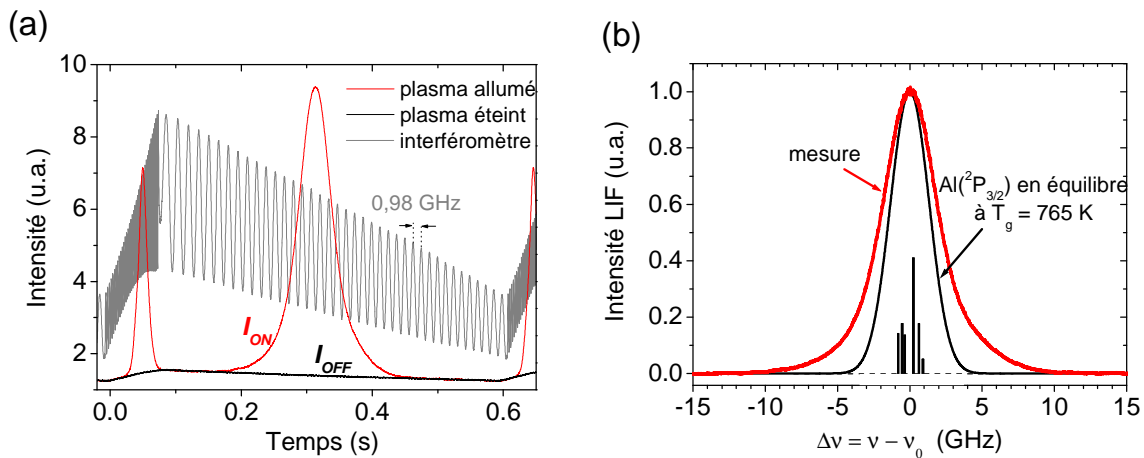 (a)
10
8
6
4
2
Intensité (u.a.)
0.0
0.2
0.4
0.6
Temps (s)
plasma allumé
plasma éteint
interféromètre
0,98 GHz
I_ON
I_OFF
(b)
1.0
0.8
0.6
0.4
0.2
0.0
Intensité LIF (u.a.)
-15
-10
-5
0
5
10
15
Δν = ν − ν₀ (GHz)
mesure
Al(²P₃/₂) en équilibre
à T_g = 765 K